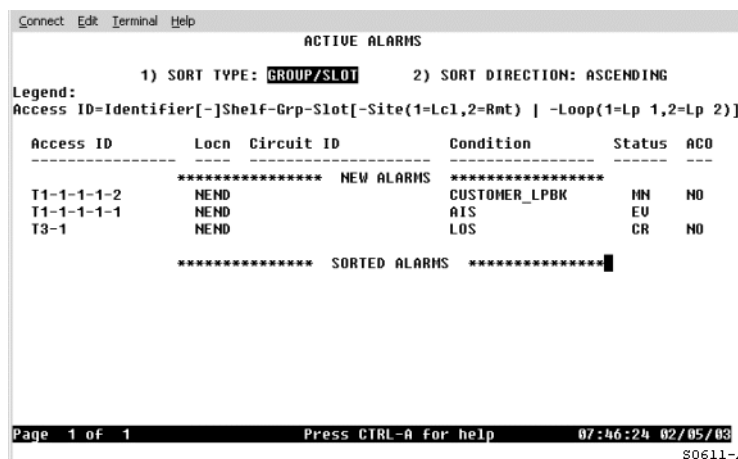 Connect Edit Terminal Help
ACTIVE ALARMS
1) SORT TYPE: GROUP/SLOT 2) SORT DIRECTION: ASCENDING
Legend:
Access ID=Identifier[-]Shelf-Grp-Slot[-Site(1=Lcl,2=Rmt) | -Loop(1=Lp 1,2=Lp 2)]
Access ID Locn Circuit ID Condition Status ACO
---------------- ---- -------------------- ---------------- ------ ---
**************** NEW ALARMS *****************
T1-1-1-1-2 NEND CUSTOMER_LPBK MN NO
T1-1-1-1-1 NEND AIS EV
T3-1 NEND LOS CR NO
*************** SORTED ALARMS ***************
Page 1 of 1 Press CTRL-A for help 07:46:24 02/05/03